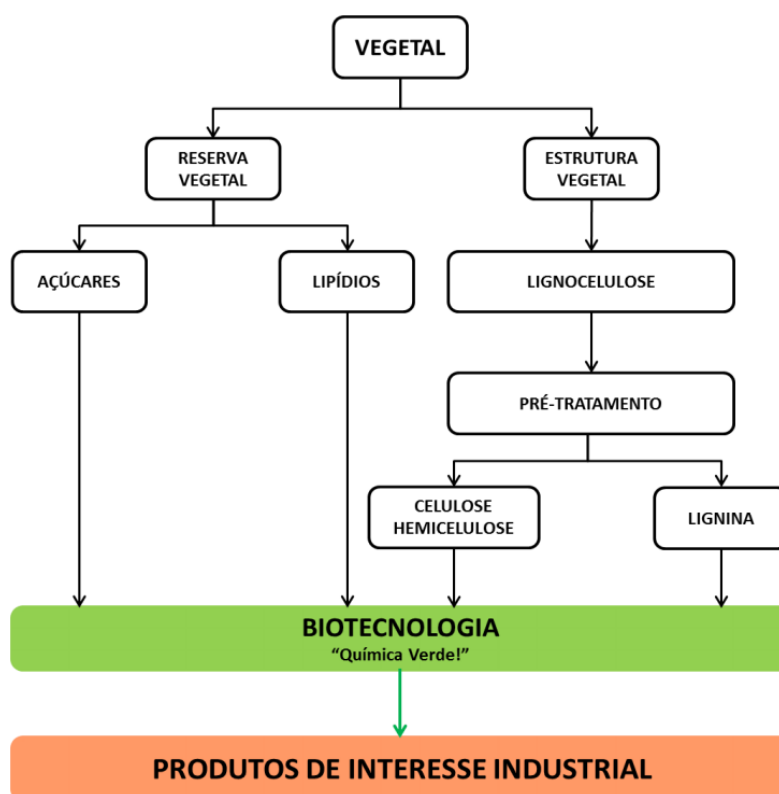 VEGETAL
RESERVA
VEGETAL
ESTRUTURA
VEGETAL
AÇÚCARES
LIPÍDIOS
LIGNOCELULOSE
PRÉ-TRATAMENTO
CELULOSE
HEMICELULOSE
LIGNINA
BIOTECNOLOGIA
"Química Verde!"
PRODUTOS DE INTERESSE INDUSTRIAL